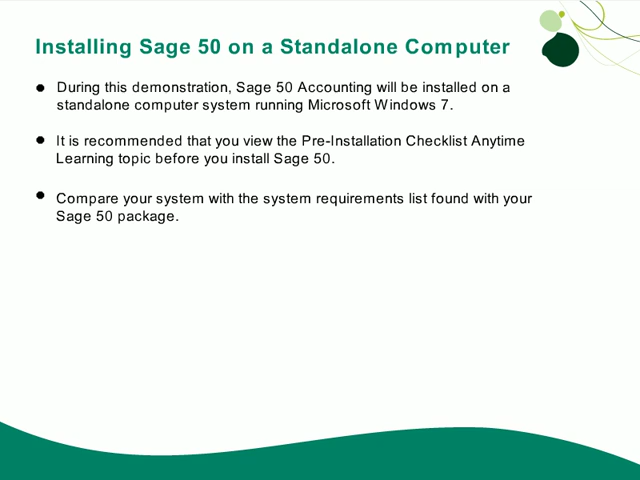 Installing Sage 50 on a Standalone Computer
● During this demonstration, Sage 50 Accounting will be installed on a
standalone computer system running Microsoft Windows 7.
● It is recommended that you view the Pre-Installation Checklist Anytime
Learning topic before you install Sage 50.
● Compare your system with the system requirements list found with your
Sage 50 package.